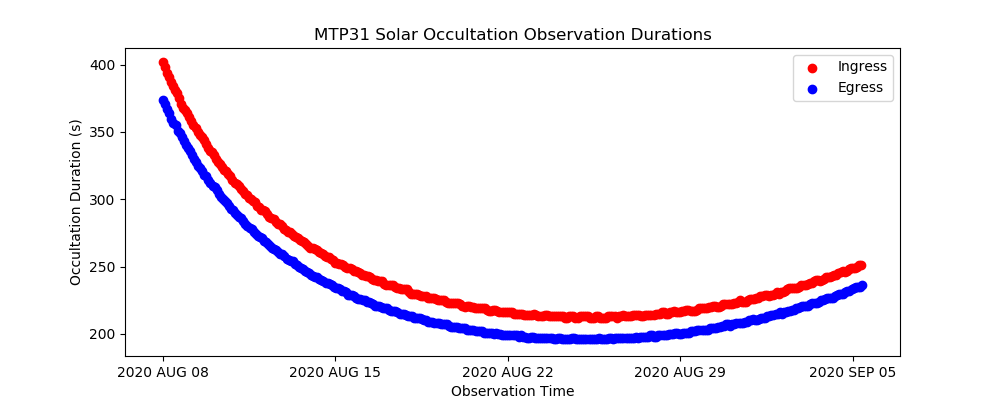 MTP31 Solar Occultation Observation Durations
Ingress
Egress
Occultation Duration (s)
400
350
300
250
200
2020 AUG 08
2020 AUG 15
2020 AUG 22
2020 AUG 29
2020 SEP 05
Observation Time